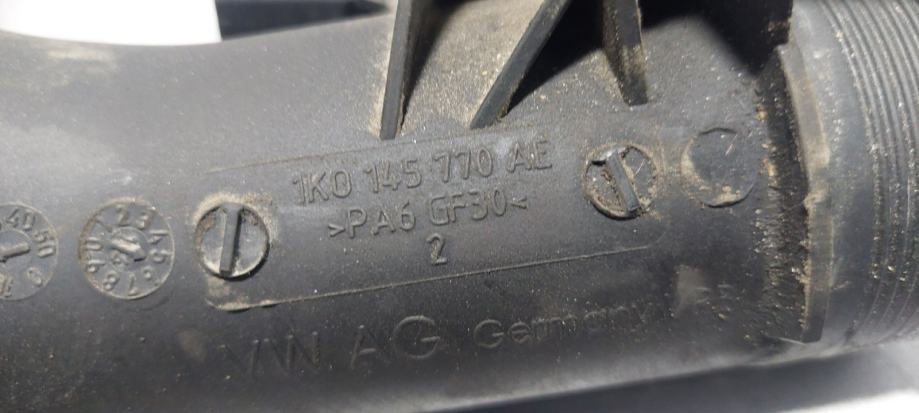 1K0 145 770 AE
>PA6 GF30<
2
VW AG Germany